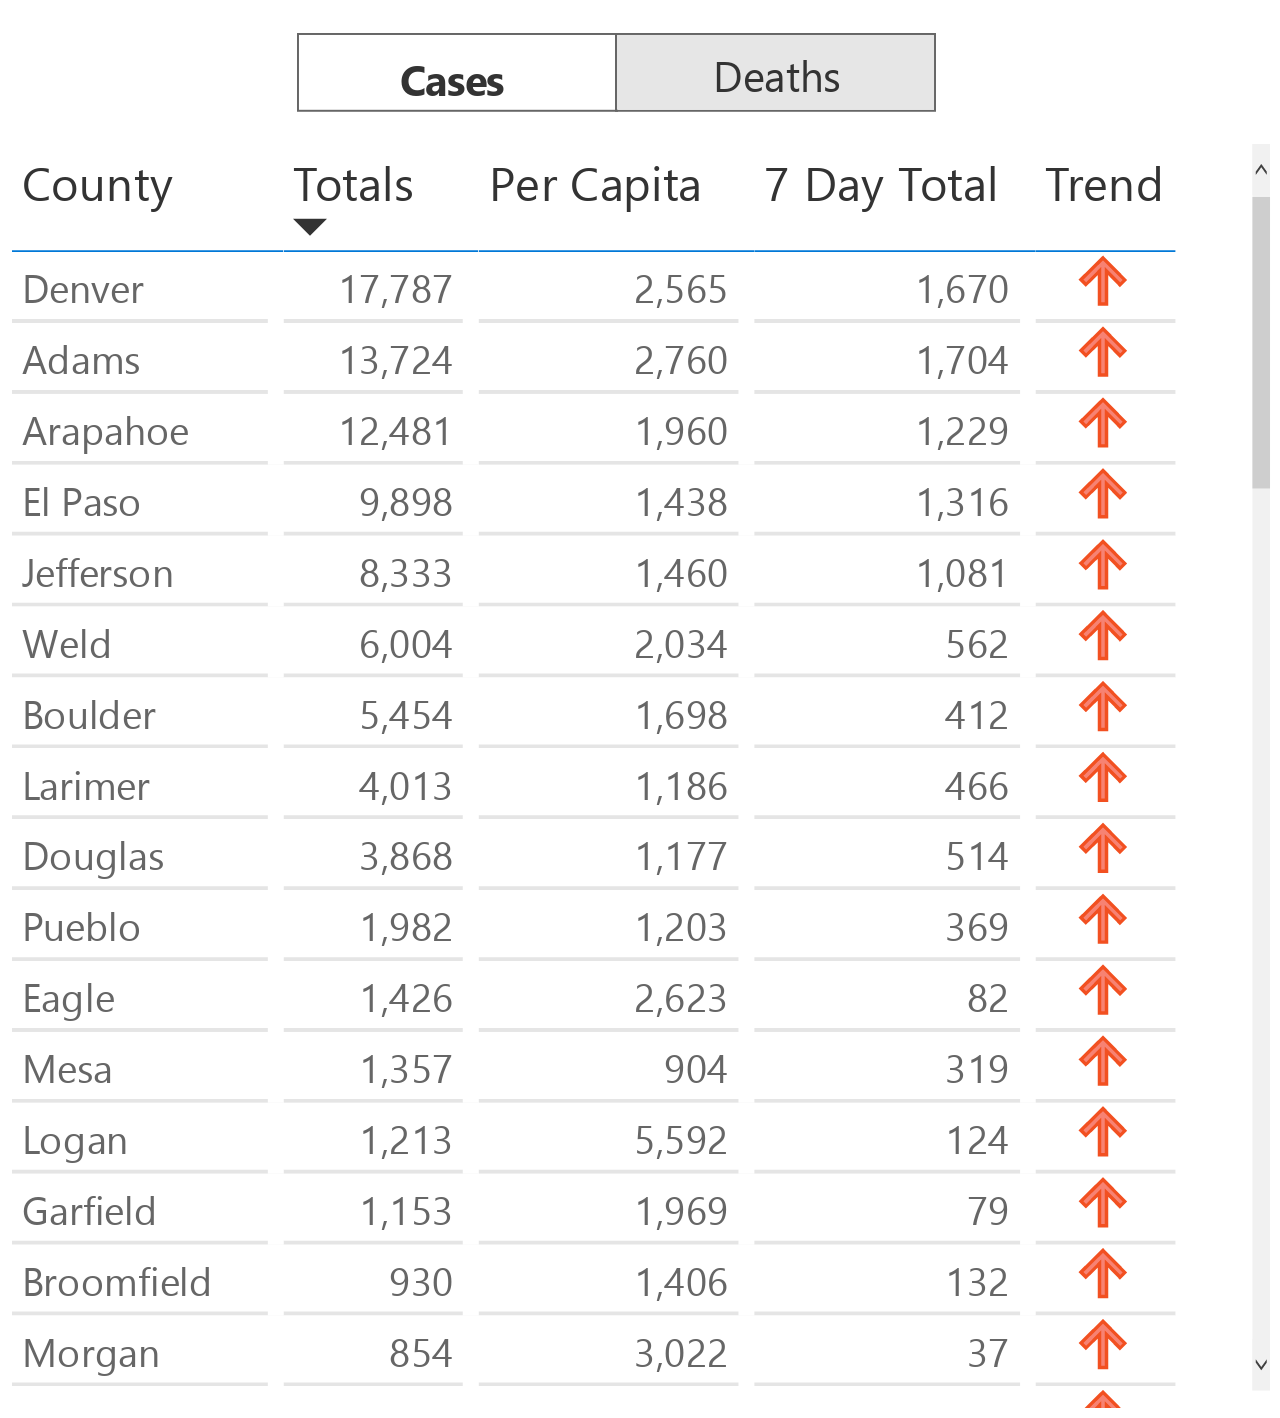 Cases Deaths
County Totals Per Capita 7 Day Total Trend
Denver 17,787 2,565 1,670
Adams 13,724 2,760 1,704
Arapahoe 12,481 1,960 1,229
El Paso 9,898 1,438 1,316
Jefferson 8,333 1,460 1,081
Weld 6,004 2,034 562
Boulder 5,454 1,698 412
Larimer 4,013 1,186 466
Douglas 3,868 1,177 514
Pueblo 1,982 1,203 369
Eagle 1,426 2,623 82
Mesa 1,357 904 319
Logan 1,213 5,592 124
Garfield 1,153 1,969 79
Broomfield 930 1,406 132
Morgan 854 3,022 37